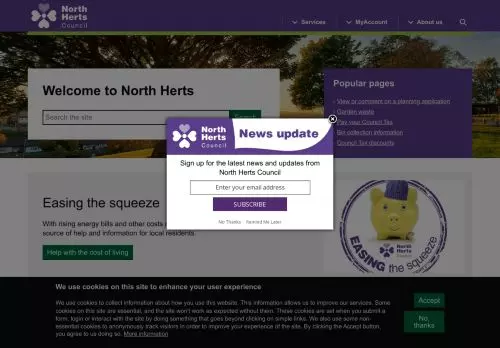 North
Herts
Council
Services
MyAccount
About us
Welcome to North Herts
Search the site
Search
Popular pages
View or comment on a planning application
Garden waste
Pay your Council Tax
Bin collection information
Council Tax discounts
North
Herts
Council
News update
Sign up for the latest news and updates from
North Herts Council
Enter your email address
SUBSCRIBE
No Thanks
Remind Me Later
Easing the squeeze
With rising energy bills and other costs
source of help and information for local residents.
Help with the cost of living
North
Herts
Council
EASING the squeeze
We use cookies on this site to enhance your user experience
We use cookies to collect information about how you use this website. This information allows us to improve our services. Some
cookies on this site are essential, and the site won't work as expected without them. These cookies are set when you submit a
form, login or interact with the site by doing something that goes beyond clicking on simple links. We also use some non-
essential cookies to anonymously track visitors in order to improve your experience of the site. By clicking the Accept button,
you agree to us doing so. More information
Accept
No,
thanks